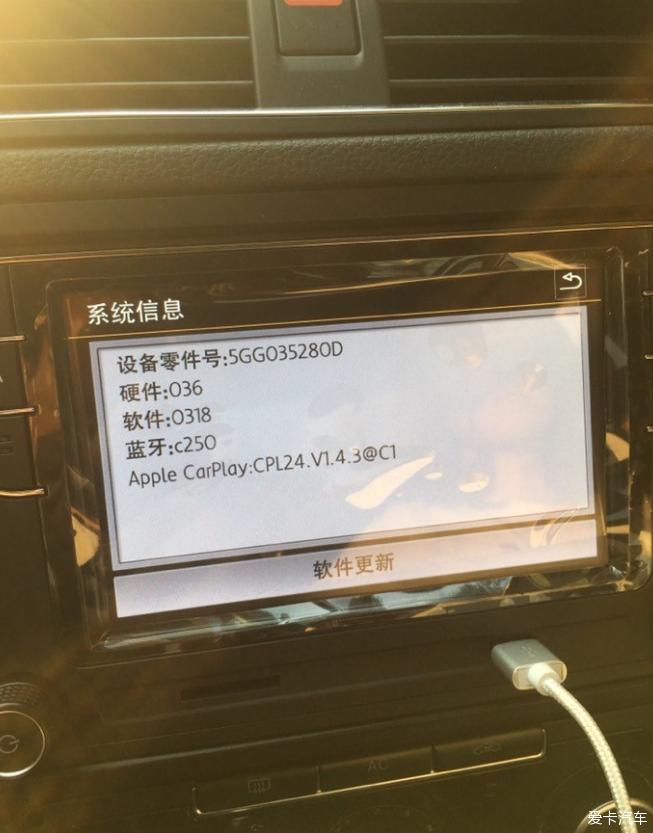 系统信息
设备零件号:5GG035280D
硬件:036
软件:0318
蓝牙:c250
Apple CarPlay:CPL24.V1.4.3@C1
软件更新
AC
爱卡汽车